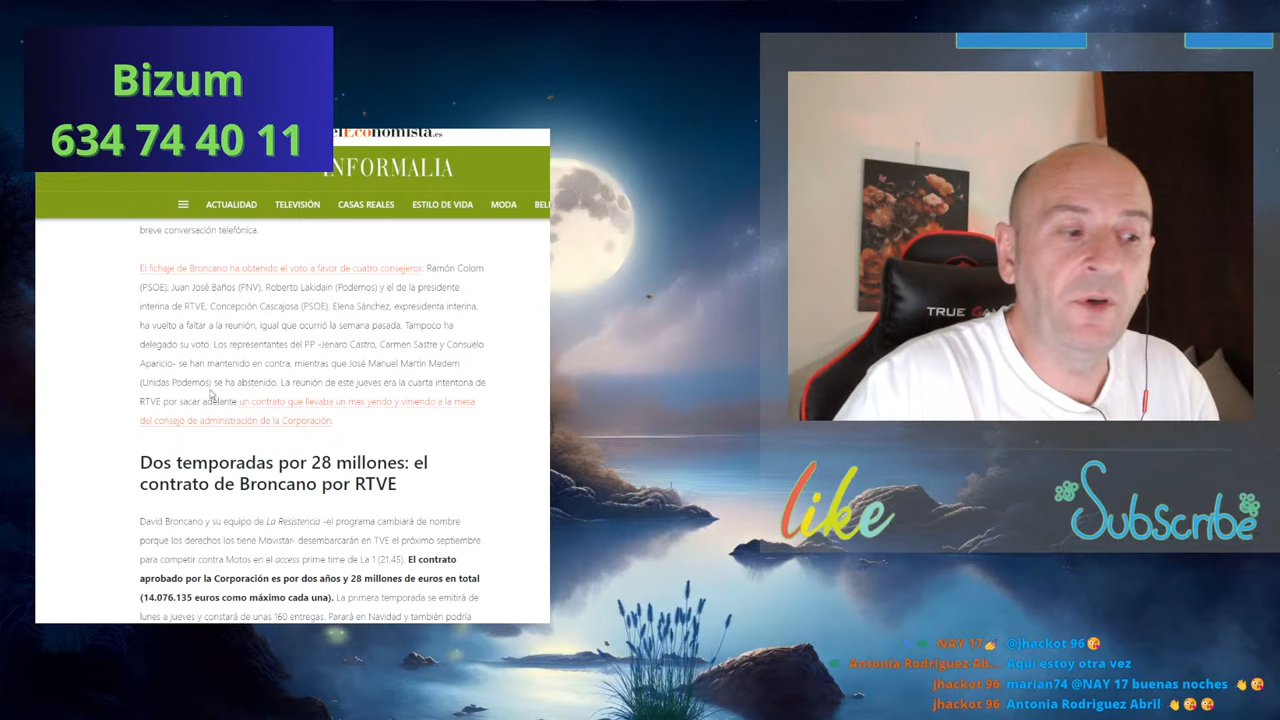 Bizum
634 74 40 11
elEconomista.es
INFORMALIA
ACTUALIDAD TELEVISIÓN CASAS REALES ESTILO DE VIDA MODA BEL
breve conversación telefónica.
El fichaje de Broncano ha obtenido el voto a favor de cuatro consejeros: Ramón Colom
(PSOE), Juan José Baños (PNV), Roberto Lakidain (Podemos) y el de la presidente
interina de RTVE, Concepción Cascajosa (PSOE). Elena Sánchez, expresidenta interina,
ha vuelto a faltar a la reunión, igual que ocurrió la semana pasada. Tampoco ha
delegado su voto. Los representantes del PP -Jenaro Castro, Carmen Sastre y Consuelo
Aparicio- se han mantenido en contra, mientras que José Manuel Martín Medem
(Unidas Podemos) se ha abstenido. La reunión de este jueves era la cuarta intentona de
RTVE por sacar adelante un contrato que llevaba un mes yendo y viniendo a la mesa
del consejo de administración de la Corporación.
Dos temporadas por 28 millones: el
contrato de Broncano por RTVE
David Broncano y su equipo de La Resistencia -el programa cambiará de nombre
porque los derechos los tiene Movistar- desembarcarán en TVE el próximo septiembre
para competir contra Motos en el access prime time de La 1 (21:45). El contrato
aprobado por la Corporación es por dos años y 28 millones de euros en total
(14.076.135 euros como máximo cada una). La primera temporada se emitirá de
lunes a jueves y constará de unas 160 entregas. Parará en Navidad y también podría
TRUE
like
Subscribe
NAY 17💅 @jhackot 96😘
Antonia Rodriguez Ab... Aquí estoy otra vez
jhackot 96 marian74 @NAY 17 buenas noches 👋😘
jhackot 96 Antonia Rodriguez Abril 👋😘😘